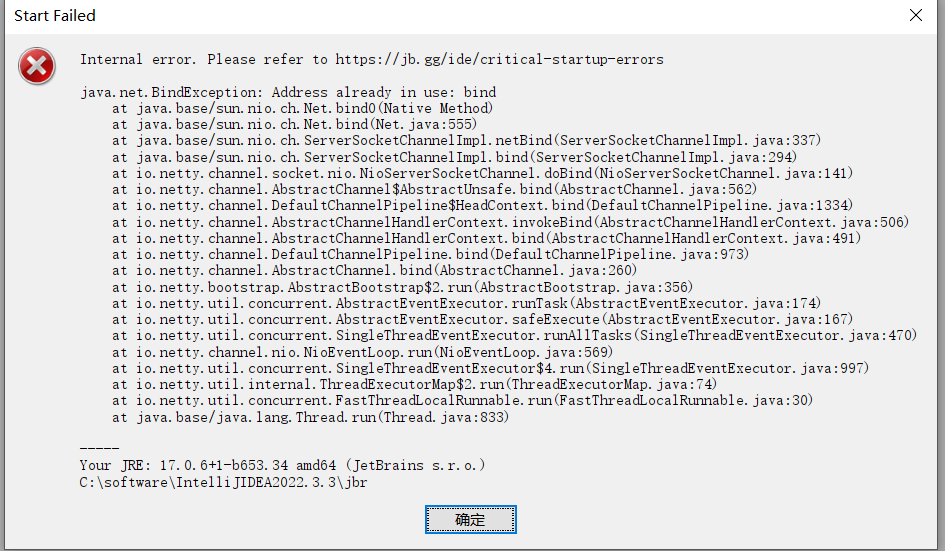 Start Failed
Internal error. Please refer to https://jb.gg/ide/critical-startup-errors
java.net.BindException: Address already in use: bind
at java.base/sun.nio.ch.Net.bind0(Native Method)
at java.base/sun.nio.ch.Net.bind(Net.java:555)
at java.base/sun.nio.ch.ServerSocketChannelImpl.netBind(ServerSocketChannelImpl.java:337)
at java.base/sun.nio.ch.ServerSocketChannelImpl.bind(ServerSocketChannelImpl.java:294)
at io.netty.channel.socket.nio.NioServerSocketChannel.doBind(NioServerSocketChannel.java:141)
at io.netty.channel.AbstractChannel$AbstractUnsafe.bind(AbstractChannel.java:562)
at io.netty.channel.DefaultChannelPipeline$HeadContext.bind(DefaultChannelPipeline.java:1334)
at io.netty.channel.AbstractChannelHandlerContext.invokeBind(AbstractChannelHandlerContext.java:506)
at io.netty.channel.AbstractChannelHandlerContext.bind(AbstractChannelHandlerContext.java:491)
at io.netty.channel.DefaultChannelPipeline.bind(DefaultChannelPipeline.java:973)
at io.netty.channel.AbstractChannel.bind(AbstractChannel.java:260)
at io.netty.bootstrap.AbstractBootstrap$2.run(AbstractBootstrap.java:356)
at io.netty.util.concurrent.AbstractEventExecutor.runTask(AbstractEventExecutor.java:174)
at io.netty.util.concurrent.AbstractEventExecutor.safeExecute(AbstractEventExecutor.java:167)
at io.netty.util.concurrent.SingleThreadEventExecutor.runAllTasks(SingleThreadEventExecutor.java:470)
at io.netty.channel.nio.NioEventLoop.run(NioEventLoop.java:569)
at io.netty.util.concurrent.SingleThreadEventExecutor$4.run(SingleThreadEventExecutor.java:997)
at io.netty.util.internal.ThreadExecutorMap$2.run(ThreadExecutorMap.java:74)
at io.netty.util.concurrent.FastThreadLocalRunnable.run(FastThreadLocalRunnable.java:30)
at java.base/java.lang.Thread.run(Thread.java:833)
-----
Your JRE: 17.0.6+1-b653.34 amd64 (JetBrains s.r.o.)
C:\software\IntelliJIDEA2022.3.3\jbr
确定